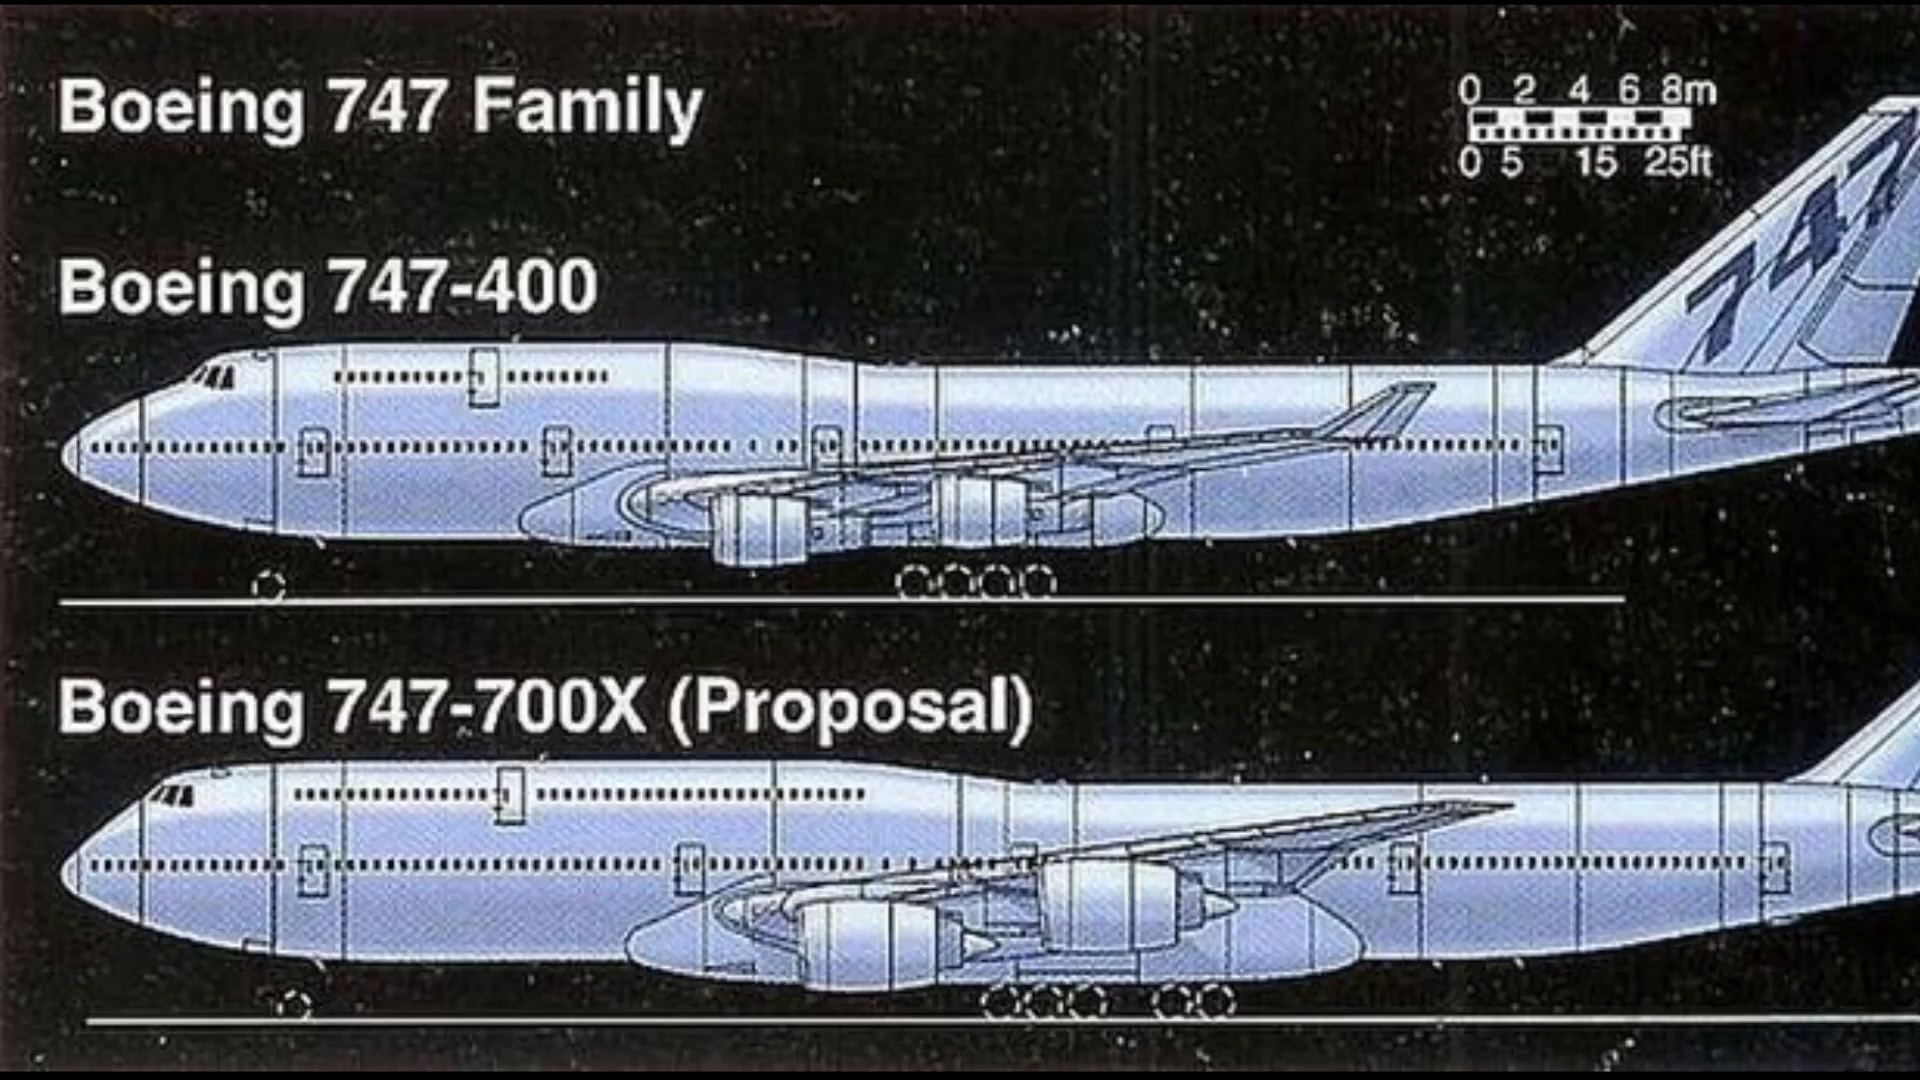 Boeing 747 Family
0 2 4 6 8m
0 5 15 25ft
747
Boeing 747-400
Boeing 747-700X (Proposal)